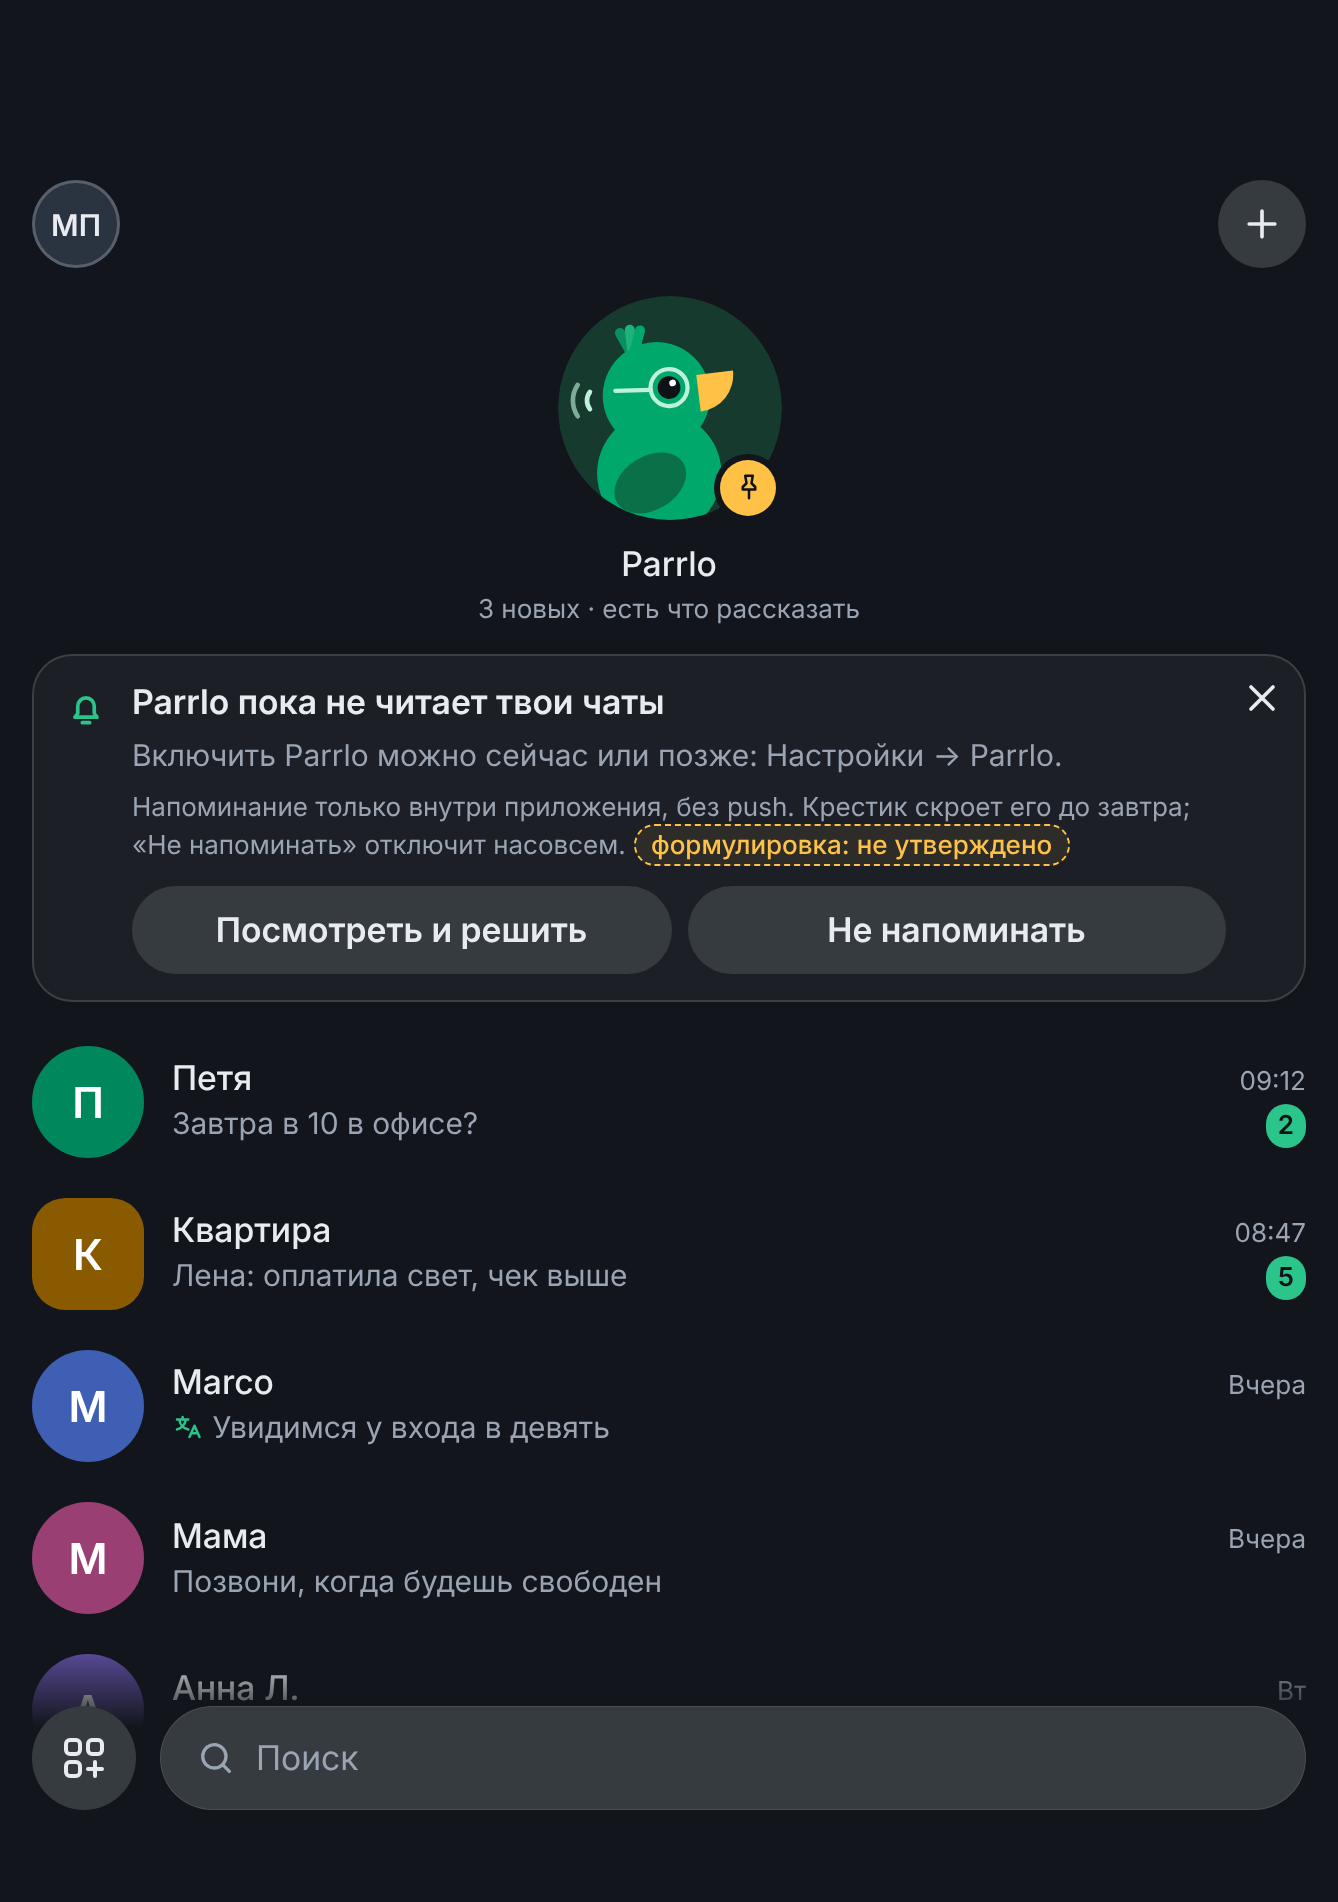 МП
Parrlo
3 новых · есть что рассказать
Parrlo пока не читает твои чаты
Включить Parrlo можно сейчас или позже: Настройки → Parrlo.
Напоминание только внутри приложения, без push. Крестик скроет его до завтра;
«Не напоминать» отключит насовсем. формулировка: не утверждено
Посмотреть и решить
Не напоминать
П
Петя
09:12
Завтра в 10 в офисе?
2
К
Квартира
08:47
Лена: оплатила свет, чек выше
5
M
Marco
Вчера
Увидимся у входа в девять
М
Мама
Вчера
Позвони, когда будешь свободен
А
Анна Л.
Вт
Поиск